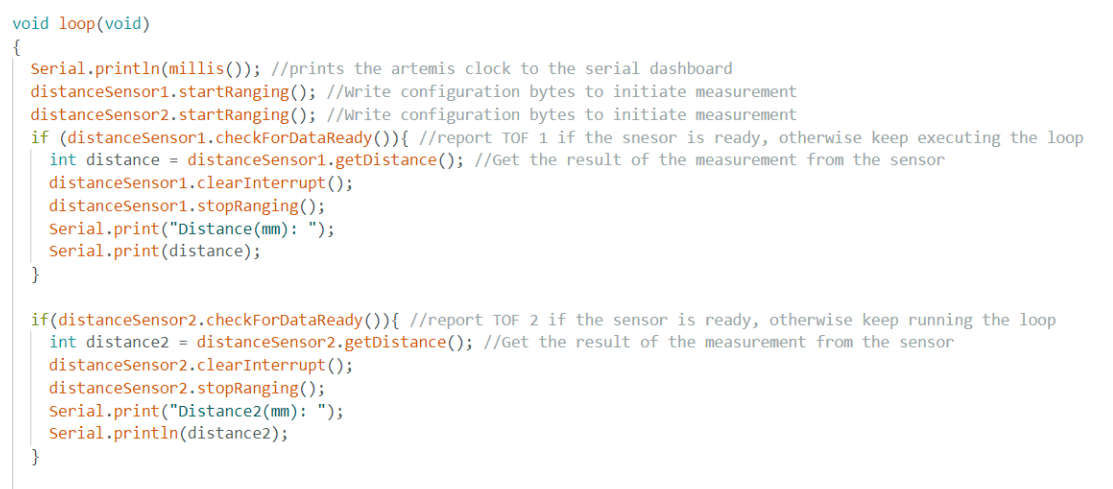 void loop(void)
{
Serial.println(millis()); //prints the artemis clock to the serial dashboard
distanceSensor1.startRanging(); //Write configuration bytes to initiate measurement
distanceSensor2.startRanging(); //Write configuration bytes to initiate measurement
if (distanceSensor1.checkForDataReady()){ //report TOF 1 if the snesor is ready, otherwise keep executing the loop
int distance = distanceSensor1.getDistance(); //Get the result of the measurement from the sensor
distanceSensor1.clearInterrupt();
distanceSensor1.stopRanging();
Serial.print("Distance(mm): ");
Serial.print(distance);
}
if(distanceSensor2.checkForDataReady()){ //report TOF 2 if the sensor is ready, otherwise keep running the loop
int distance2 = distanceSensor2.getDistance(); //Get the result of the measurement from the sensor
distanceSensor2.clearInterrupt();
distanceSensor2.stopRanging();
Serial.print("Distance2(mm): ");
Serial.println(distance2);
}